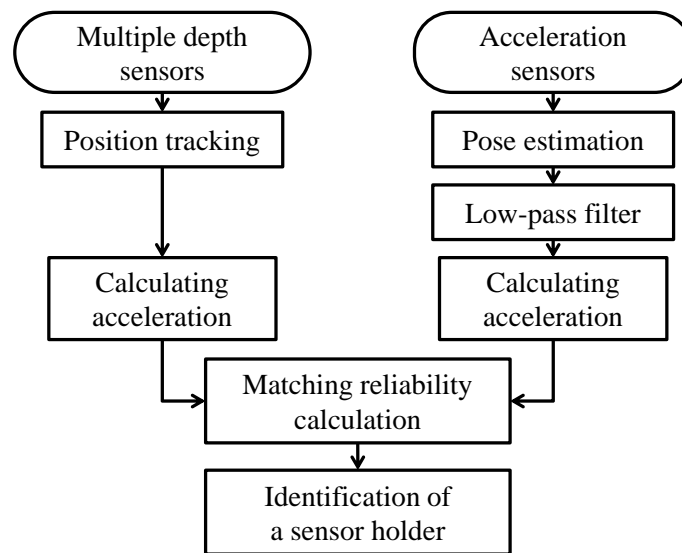 Multiple depth
sensors
Acceleration
sensors
Position tracking
Pose estimation
Low-pass filter
Calculating
acceleration
Calculating
acceleration
Matching reliability
calculation
Identification of
a sensor holder